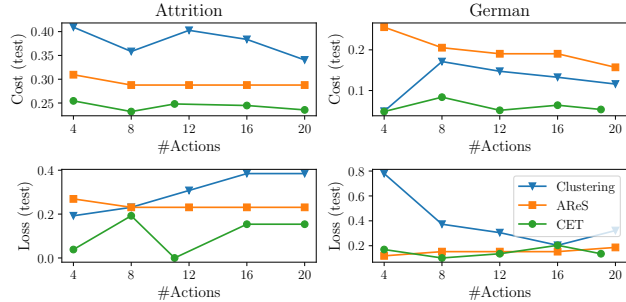 Attrition
German
Cost (test)
0.40
0.35
0.30
0.25
4 8 12 16 20
#Actions
Cost (test)
0.2
0.1
4 8 12 16 20
#Actions
Loss (test)
0.4
0.2
0.0
4 8 12 16 20
#Actions
Loss (test)
0.8
0.6
0.4
0.2
4 8 12 16 20
#Actions
Clustering
AReS
CET